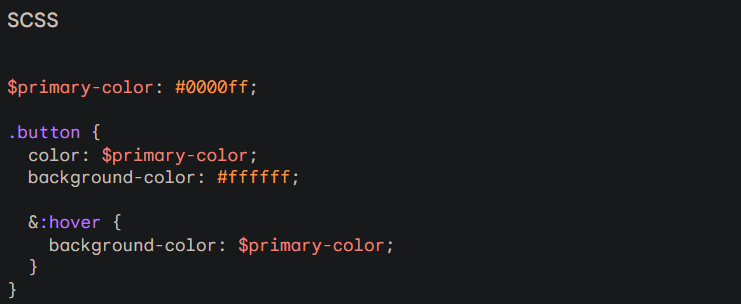 SCSS
$primary-color: #0000ff;
.button {
  color: $primary-color;
  background-color: #ffffff;
  &:hover {
    background-color: $primary-color;
  }
}